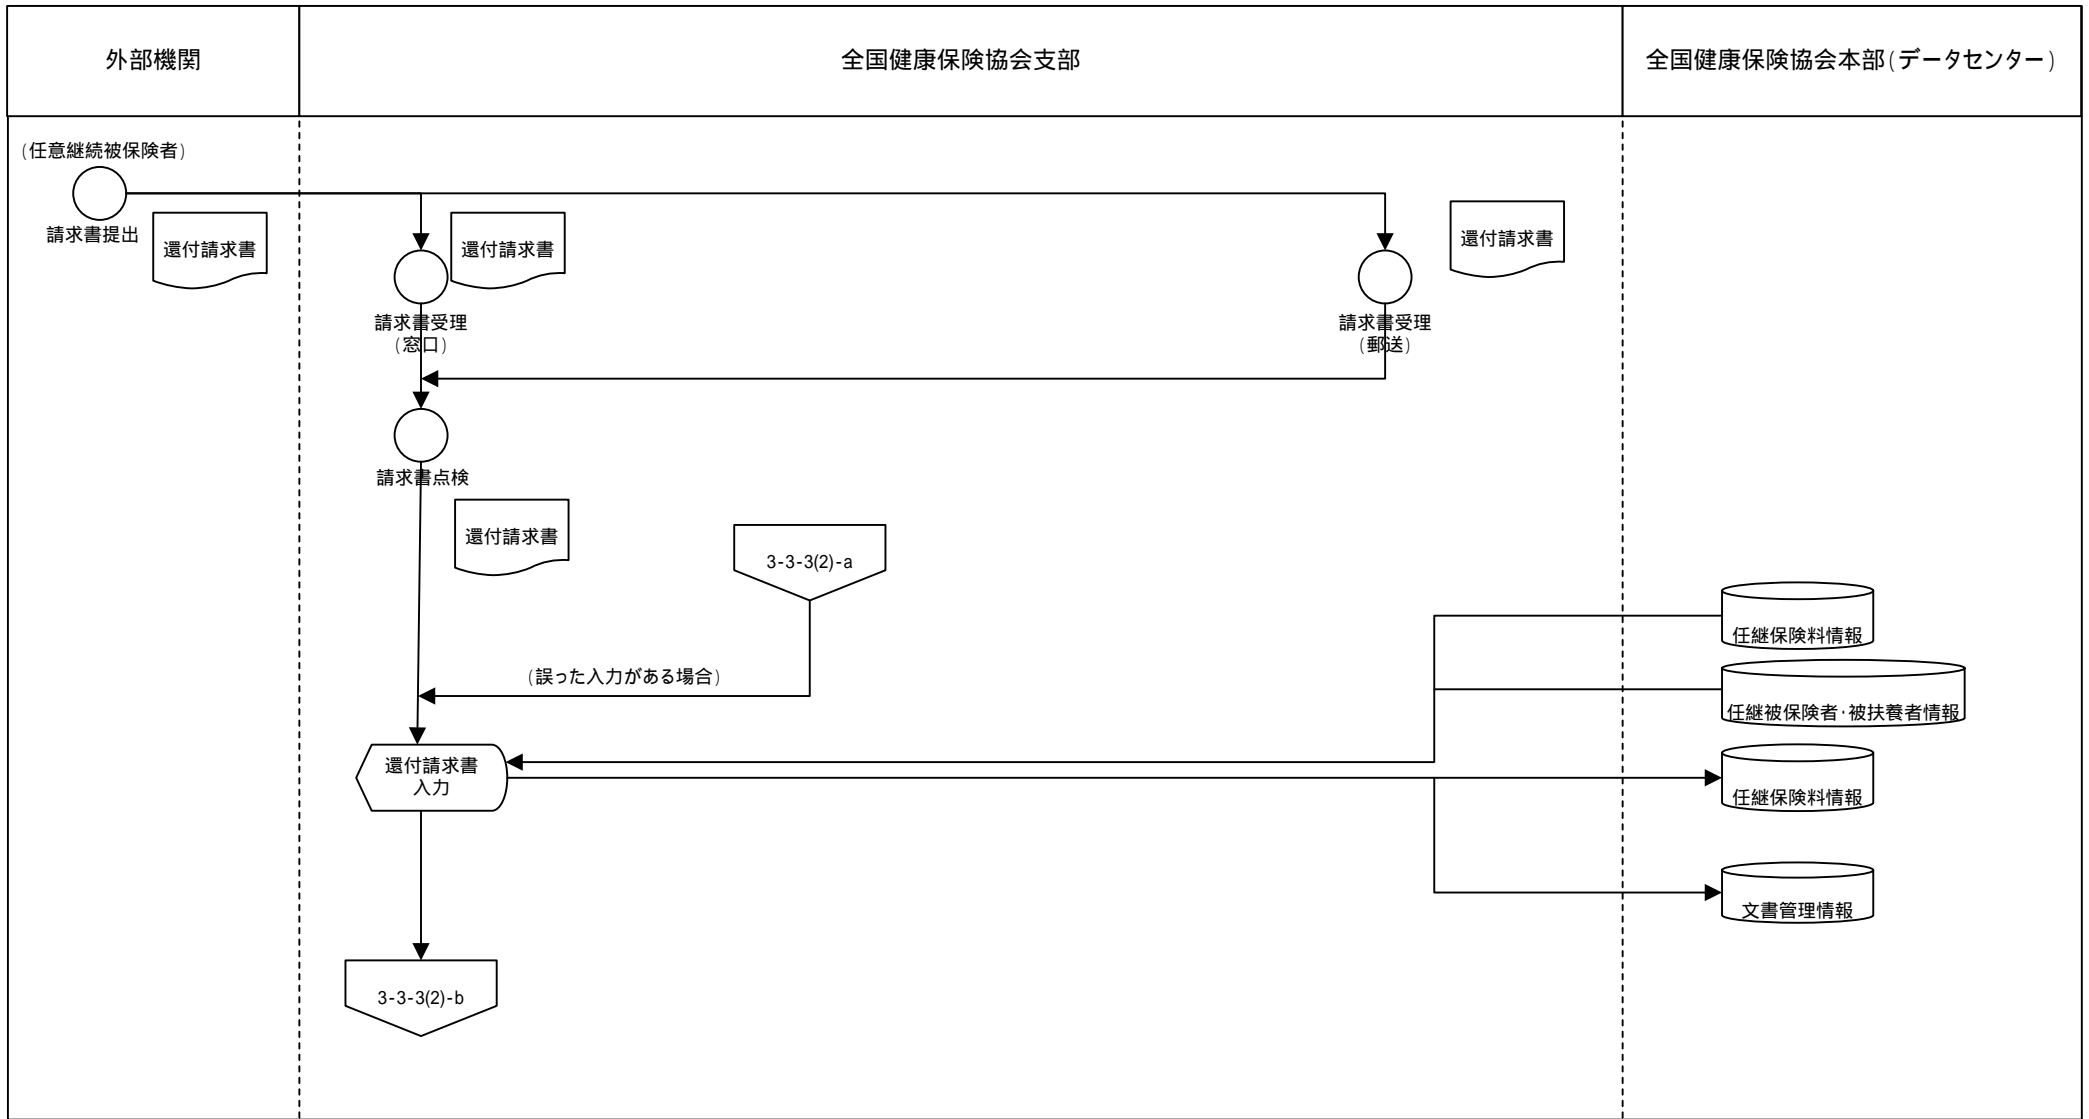 外部機関
全国健康保険協会支部
全国健康保険協会本部(データセンター)
(任意継続被保険者)
請求書提出
還付請求書
還付請求書
還付請求書
請求書受理
(窓口)
請求書受理
(郵送)
請求書点検
還付請求書
3-3-3(2)-a
(誤った入力がある場合)
任継保険料情報
任継被保険者・被扶養者情報
還付請求書
入力
任継保険料情報
文書管理情報
3-3-3(2)-b